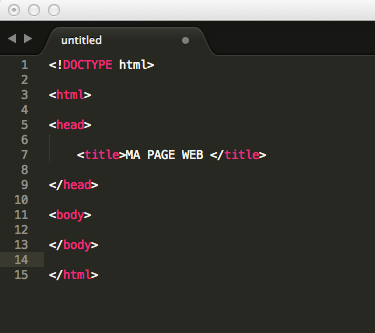 untitled
1 <!DOCTYPE html>
2
3 <html>
4
5 <head>
6
7 <title>MA PAGE WEB </title>
8
9 </head>
10
11 <body>
12
13 </body>
14
15 </html>